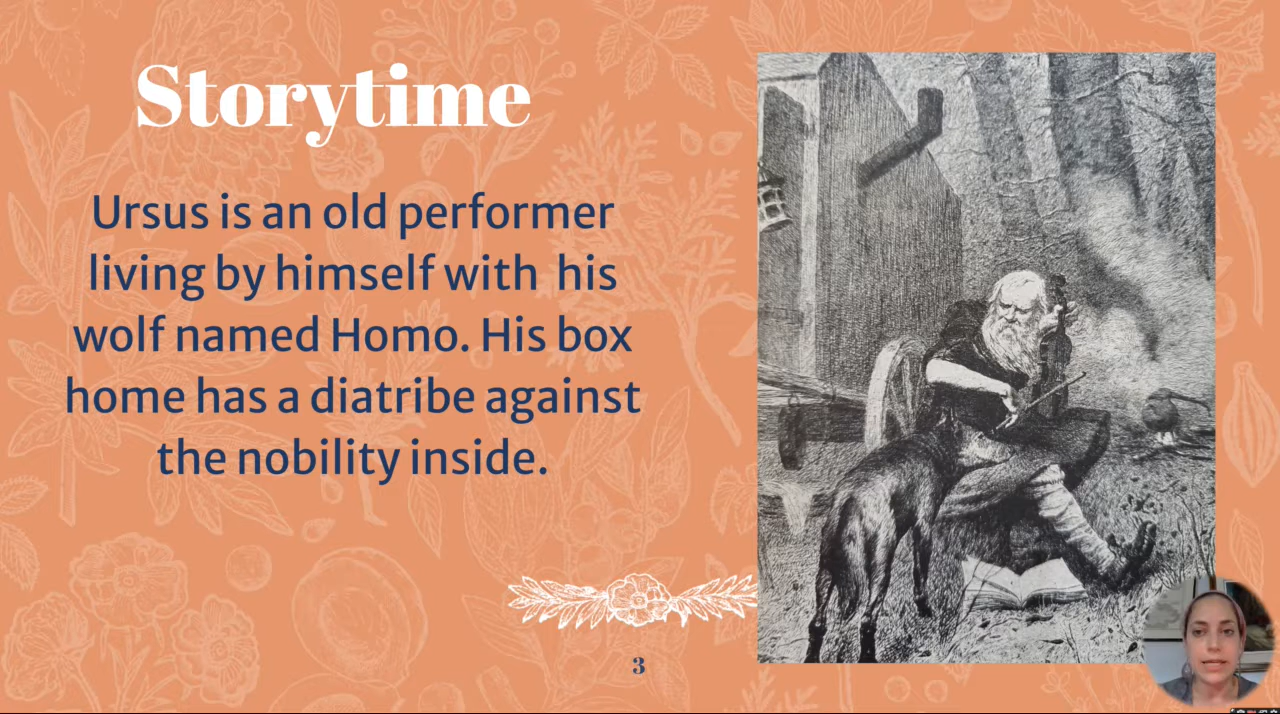 Storytime
Ursus is an old performer
living by himself with his
wolf named Homo. His box
home has a diatribe against
the nobility inside.
3